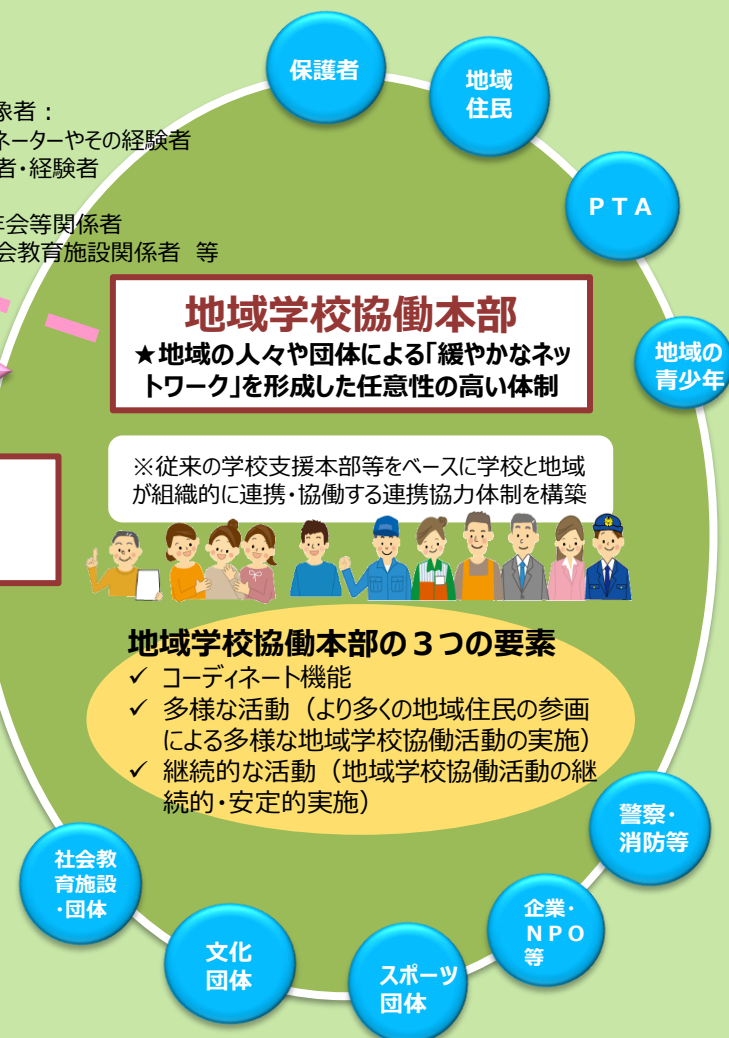 保護者
地域
住民
象者：
ネーターやその経験者
者・経験者
年会等関係者
会教育施設関係者 等
ＰＴＡ
地域学校協働本部
★地域の人々や団体による「緩やかなネッ
トワーク」を形成した任意性の高い体制
地域の
青少年
※従来の学校支援本部等をベースに学校と地域
が組織的に連携・協働する連携協力体制を構築
地域学校協働本部の３つの要素
✓ コーディネート機能
✓ 多様な活動（より多くの地域住民の参画
による多様な地域学校協働活動の実施）
✓ 継続的な活動（地域学校協働活動の継
続的・安定的実施）
警察・
消防等
社会教
育施設
・団体
企業・
ＮＰＯ
等
文化
団体
スポーツ
団体